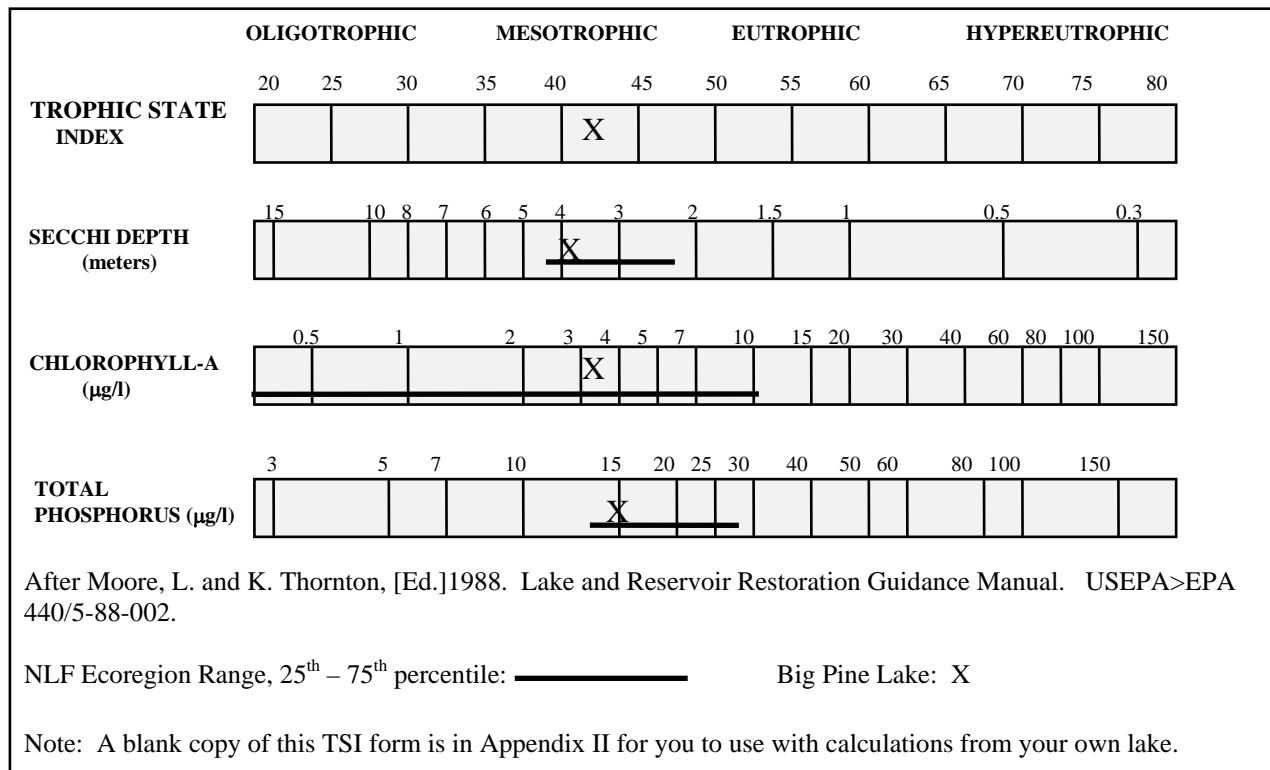 OLIGOTROPHIC MESOTROPHIC EUTROPHIC HYPEREUTROPHIC
20 25 30 35 40 45 50 55 60 65 70 75 80
TROPHIC STATE
INDEX
X
15 10 8 7 6 5 4 3 2 1.5 1 0.5 0.3
SECCHI DEPTH
(meters)
X
0.5 1 2 3 4 5 7 10 15 20 30 40 60 80 100 150
CHLOROPHYLL-A
(µg/l)
X
3 5 7 10 15 20 25 30 40 50 60 80 100 150
TOTAL
PHOSPHORUS (µg/l)
X
After Moore, L. and K. Thornton, [Ed.]1988. Lake and Reservoir Restoration Guidance Manual. USEPA>EPA
440/5-88-002.
NLF Ecoregion Range, 25th – 75th percentile: Big Pine Lake: X
Note: A blank copy of this TSI form is in Appendix II for you to use with calculations from your own lake.